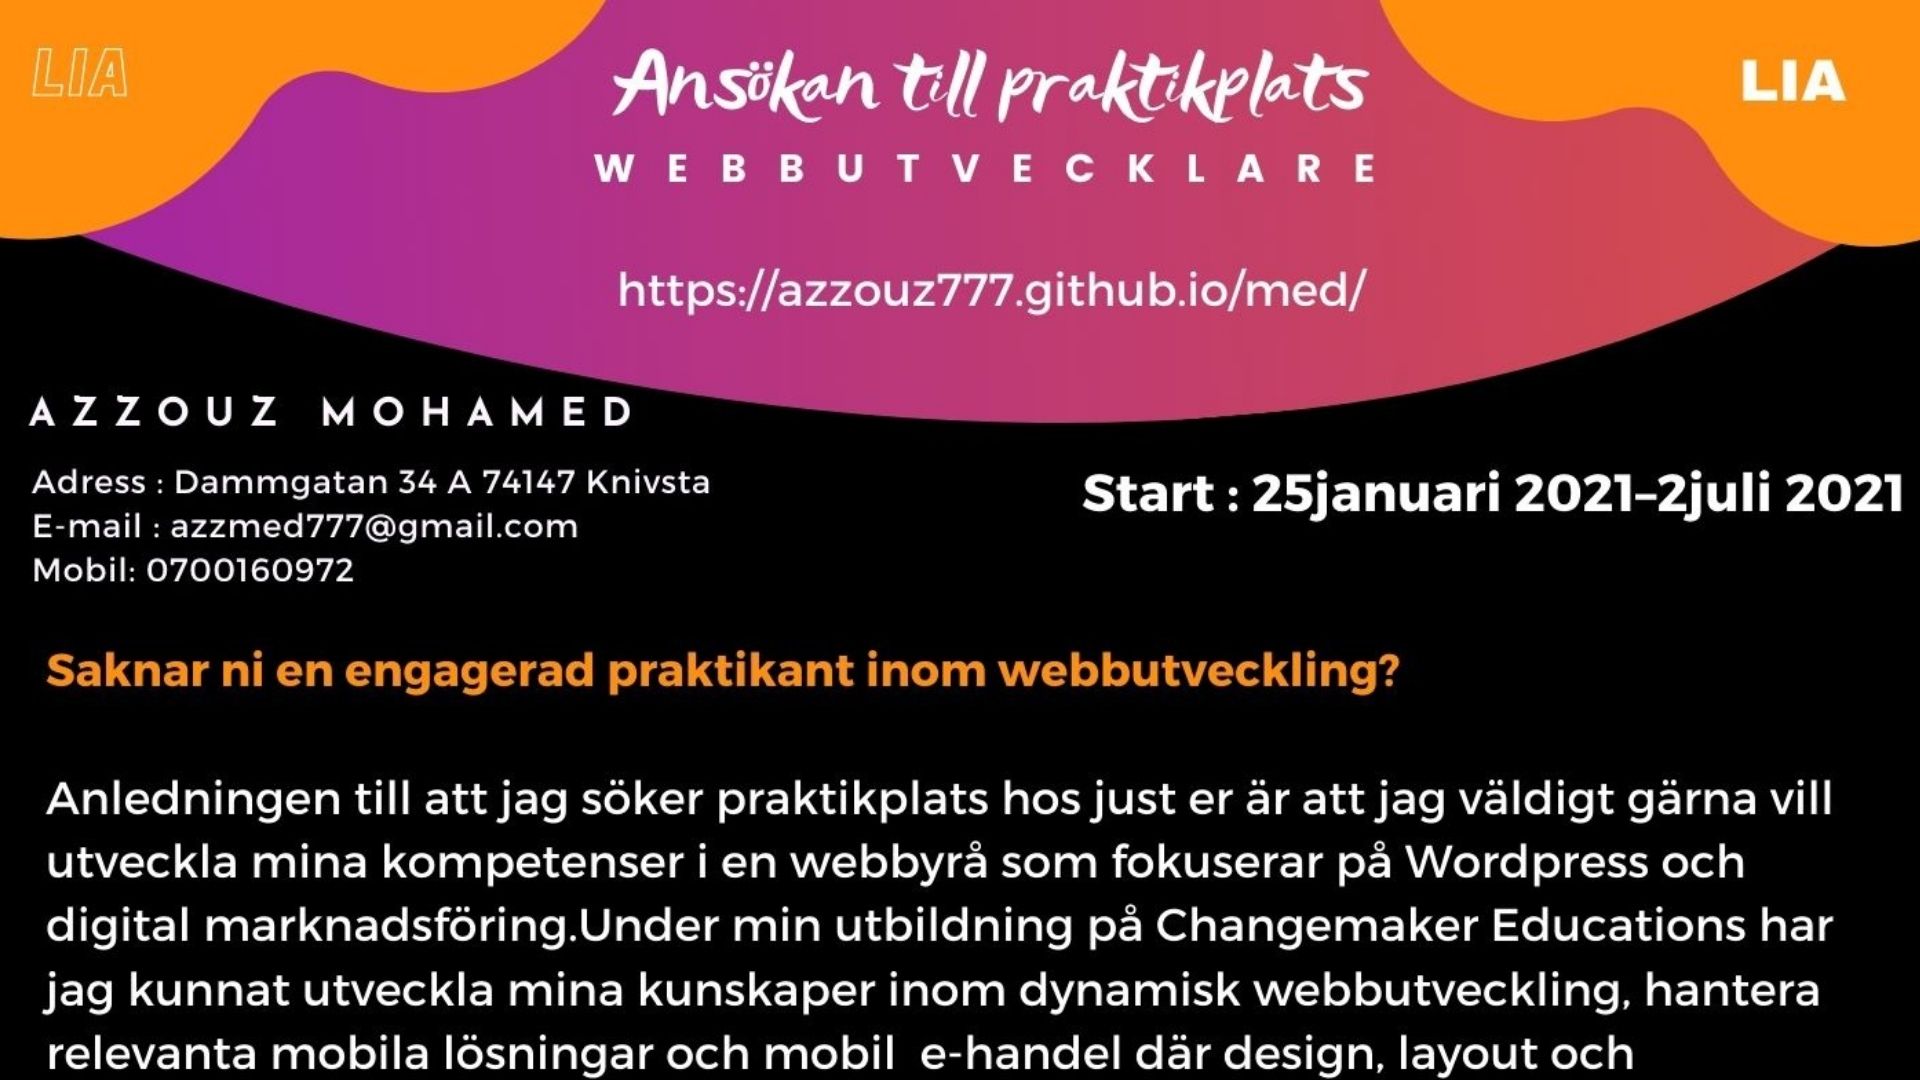 LIA
Ansökan till praktikplats
LIA
WEBBUTVECKLARE
https://azzouz777.github.io/med/
AZZOUZ MOHAMED
Adress : Dammgatan 34 A 74147 Knivsta
E-mail : azzmed777@gmail.com
Mobil: 0700160972
Start : 25januari 2021–2juli 2021
Saknar ni en engagerad praktikant inom webbutveckling?
Anledningen till att jag söker praktikplats hos just er är att jag väldigt gärna vill
utveckla mina kompetenser i en webbyrå som fokuserar på Wordpress och
digital marknadsföring.Under min utbildning på Changemaker Educations har
jag kunnat utveckla mina kunskaper inom dynamisk webbutveckling, hantera
relevanta mobila lösningar och mobil  e-handel där design, layout och